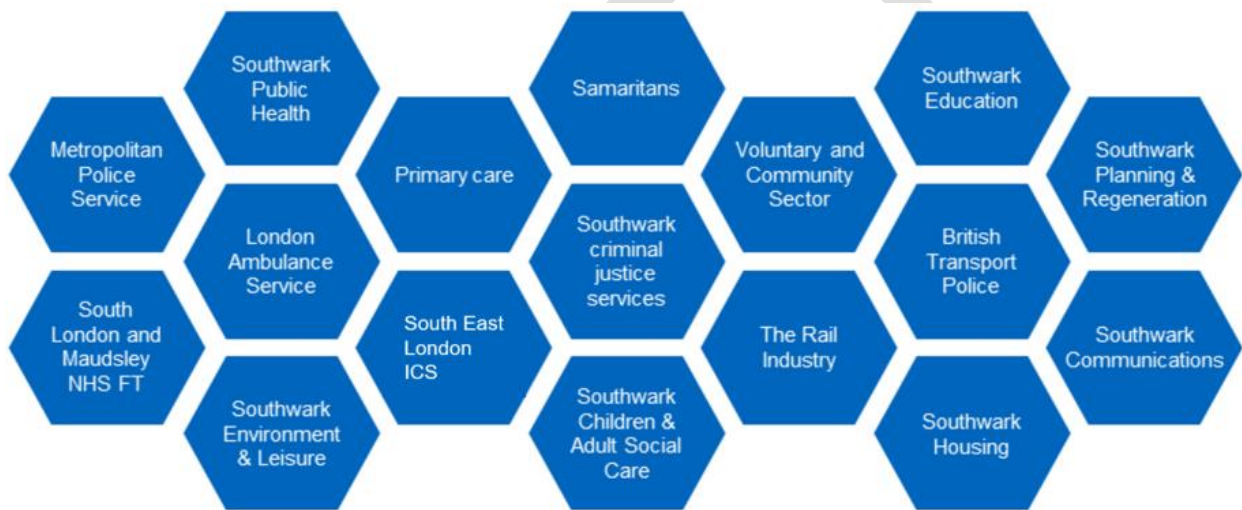 Southwark
Public
Health
Samaritans
Southwark
Education
Metropolitan
Police
Service
Primary care
Voluntary and
Community
Sector
Southwark
Planning &
Regeneration
London
Ambulance
Service
Southwark
criminal
justice
services
British
Transport
Police
South
London and
Maudsley
NHS FT
South East
London
ICS
The Rail
Industry
Southwark
Communications
Southwark
Environment
& Leisure
Southwark
Children &
Adult Social
Care
Southwark
Housing